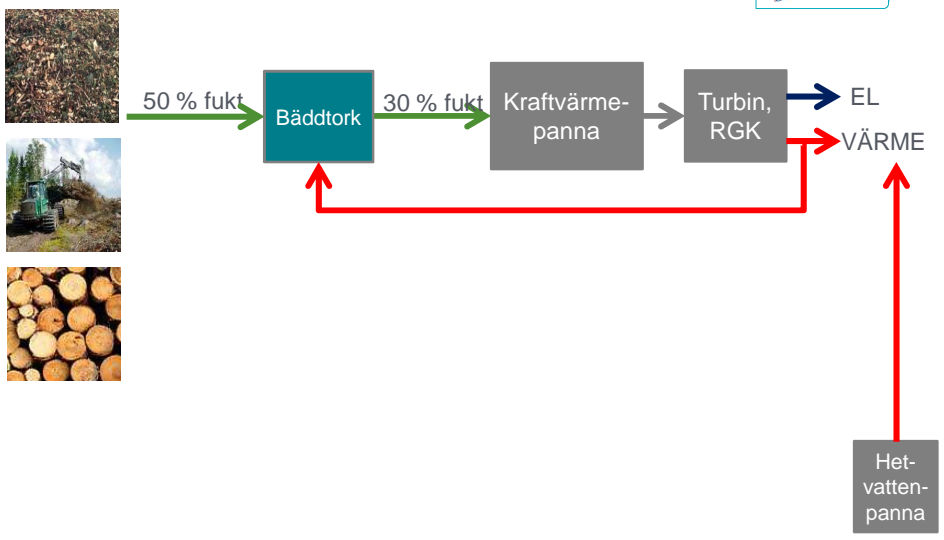 50 % fukt
Bäddtork
30 % fukt
Kraftvärme-
panna
Turbin,
RGK
EL
VÄRME
Het-
vatten-
panna